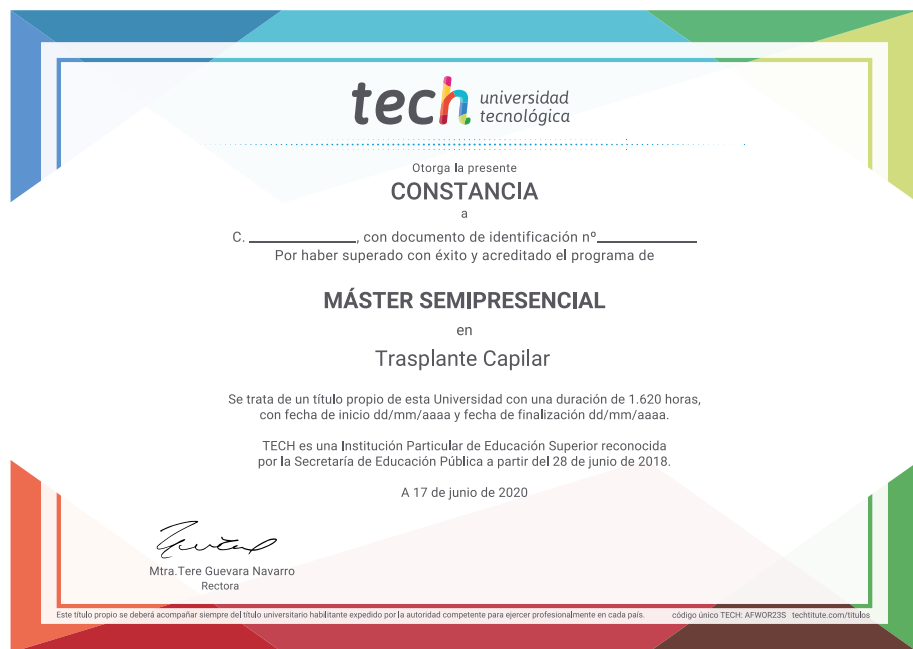 tech universidad
tecnológica
Otorga la presente
CONSTANCIA
a
C. ____________, con documento de identificación nº____________
Por haber superado con éxito y acreditado el programa de
MÁSTER SEMIPRESENCIAL
en
Trasplante Capilar
Se trata de un título propio de esta Universidad con una duración de 1.620 horas,
con fecha de inicio dd/mm/aaaa y fecha de finalización dd/mm/aaaa.
TECH es una Institución Particular de Educación Superior reconocida
por la Secretaría de Educación Pública a partir del 28 de junio de 2018.
A 17 de junio de 2020
Mtra.Tere Guevara Navarro
Rectora
Este título propio se deberá acompañar siempre del título universitario habilitante expedido por la autoridad competente para ejercer profesionalmente en cada país. código único TECH: AFWOR23S techtitute.com/titulos